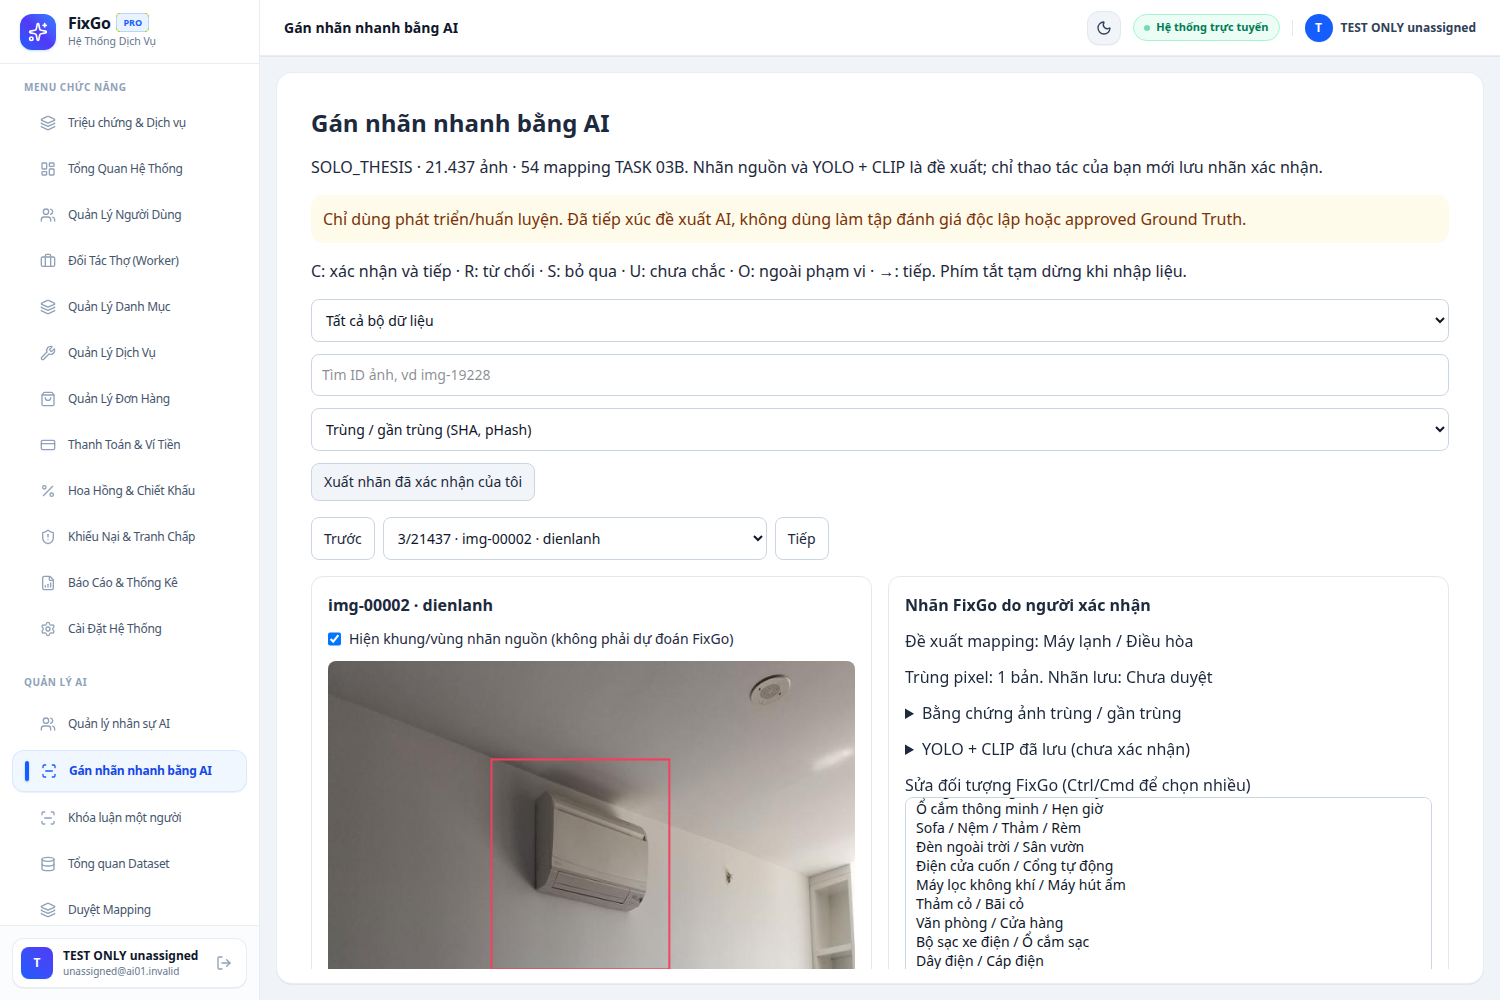 FixGo PRO
Hệ Thống Dịch Vụ
MENU CHỨC NĂNG
Triệu chứng & Dịch vụ
Tổng Quan Hệ Thống
Quản Lý Người Dùng
Đối Tác Thợ (Worker)
Quản Lý Danh Mục
Quản Lý Dịch Vụ
Quản Lý Đơn Hàng
Thanh Toán & Ví Tiền
Hoa Hồng & Chiết Khấu
Khiếu Nại & Tranh Chấp
Báo Cáo & Thống Kê
Cài Đặt Hệ Thống
QUẢN LÝ AI
Quản lý nhân sự AI
Gán nhãn nhanh bằng AI
Khóa luận một người
Tổng quan Dataset
Duyệt Mapping
T
TEST ONLY unassigned
unassigned@ai01.invalid
Gán nhãn nhanh bằng AI
Hệ thống trực tuyến
T
TEST ONLY unassigned
Gán nhãn nhanh bằng AI
SOLO_THESIS · 21.437 ảnh · 54 mapping TASK 03B. Nhãn nguồn và YOLO + CLIP là đề xuất; chỉ thao tác của bạn mới lưu nhãn xác nhận.
Chỉ dùng phát triển/huấn luyện. Đã tiếp xúc đề xuất AI, không dùng làm tập đánh giá độc lập hoặc approved Ground Truth.
C: xác nhận và tiếp · R: từ chối · S: bỏ qua · U: chưa chắc · O: ngoài phạm vi · →: tiếp. Phím tắt tạm dừng khi nhập liệu.
Tất cả bộ dữ liệu
Tìm ID ảnh, vd img-19228
Trùng / gần trùng (SHA, pHash)
Xuất nhãn đã xác nhận của tôi
Trước
3/21437 · img-00002 · dienlanh
Tiếp
img-00002 · dienlanh
Hiện khung/vùng nhãn nguồn (không phải dự đoán FixGo)
Nhãn FixGo do người xác nhận
Đề xuất mapping: Máy lạnh / Điều hòa
Trùng pixel: 1 bản. Nhãn lưu: Chưa duyệt
Bằng chứng ảnh trùng / gần trùng
YOLO + CLIP đã lưu (chưa xác nhận)
Sửa đối tượng FixGo (Ctrl/Cmd để chọn nhiều)
Ổ cắm thông minh / Hẹn giờ
Sofa / Nệm / Thảm / Rèm
Đèn ngoài trời / Sân vườn
Điện cửa cuốn / Cổng tự động
Máy lọc không khí / Máy hút ẩm
Thảm cỏ / Bãi cỏ
Văn phòng / Cửa hàng
Bộ sạc xe điện / Ổ cắm sạc
Dây điện / Cáp điện